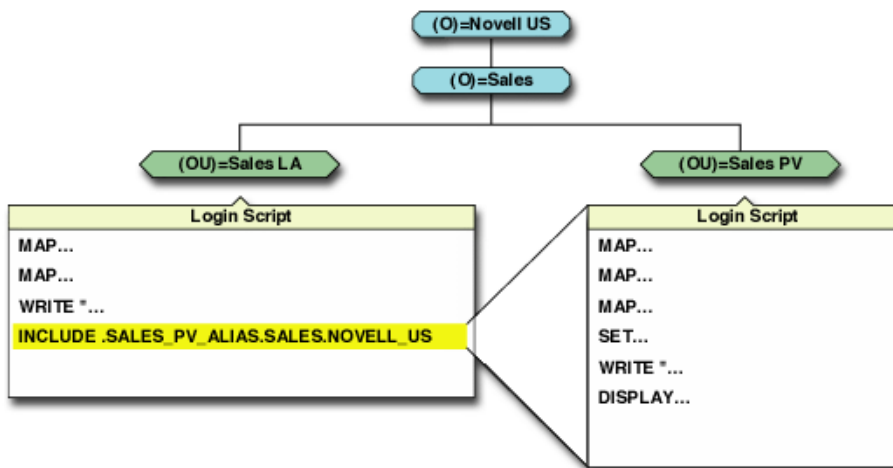 (O)=Novell US
(O)=Sales
(OU)=Sales LA
(OU)=Sales PV
Login Script
MAP...
MAP...
WRITE "...
INCLUDE .SALES_PV_ALIAS.SALES.NOVELL_US
Login Script
MAP...
MAP...
MAP...
SET...
WRITE "...
DISPLAY...